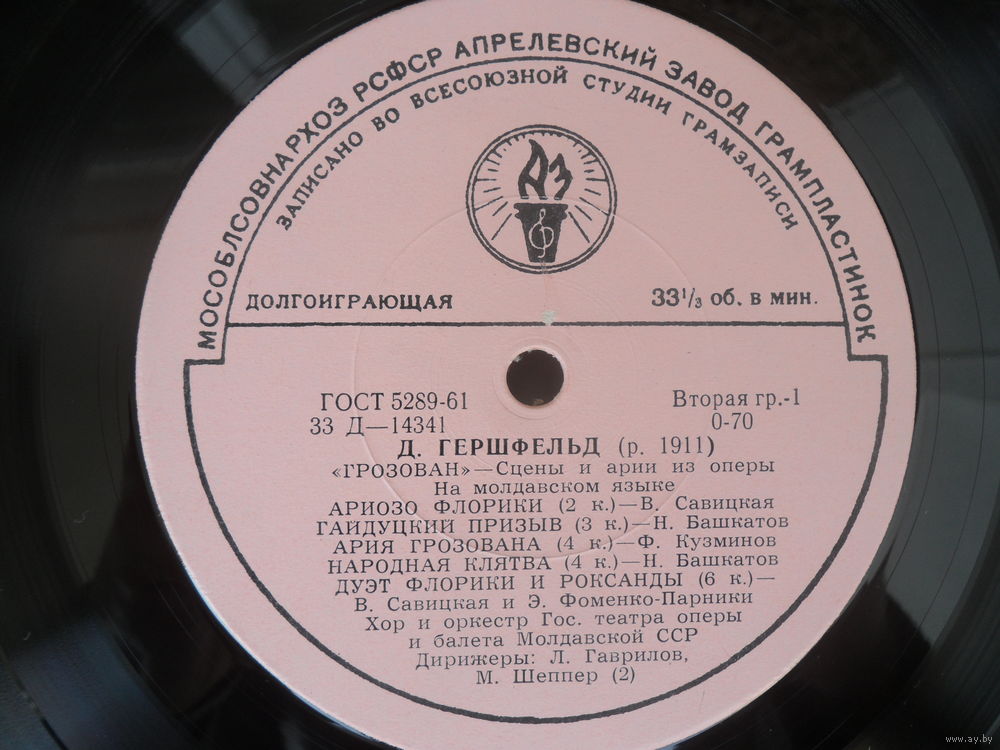 МОСОБЛСОВНАРХОЗ РСФСР АПРЕЛЕВСКИЙ ЗАВОД ГРАМПЛАСТИНОК
ЗАПИСАНО ВО ВСЕСОЮЗНОЙ СТУДИИ ГРАМЗАПИСИ
АЗ
ДОЛГОИГРАЮЩАЯ 33 1/3 об. в мин.
ГОСТ 5289-61 Вторая гр.-1
33 Д—14341 0-70
Д. ГЕРШФЕЛЬД (р. 1911)
«ГРОЗОВАН»—Сцены и арии из оперы
На молдавском языке
АРИОЗО ФЛОРИКИ (2 к.)—В. Савицкая
ГАЙДУЦКИЙ ПРИЗЫВ (3 к.)—Н. Башкатов
АРИЯ ГРОЗОВАНА (4 к.)—Ф. Кузминов
НАРОДНАЯ КЛЯТВА (4 к.)—Н. Башкатов
ДУЭТ ФЛОРИКИ И РОКСАНДЫ (6 к.)—
В. Савицкая и Э. Фоменко-Парники
Хор и оркестр Гос. театра оперы
и балета Молдавской ССР
Дирижеры: Л. Гаврилов,
М. Шеппер (2)
www.ay.by